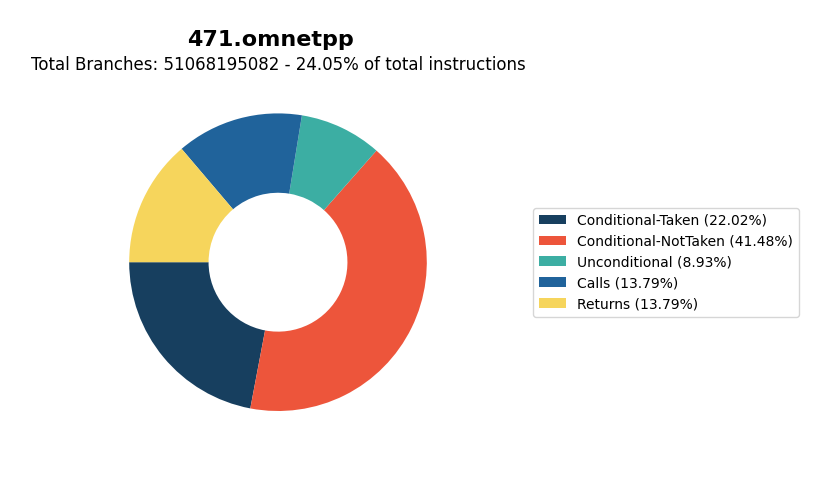 471.omnetpp
Total Branches: 51068195082 - 24.05% of total instructions
Conditional-Taken (22.02%)
Conditional-NotTaken (41.48%)
Unconditional (8.93%)
Calls (13.79%)
Returns (13.79%)